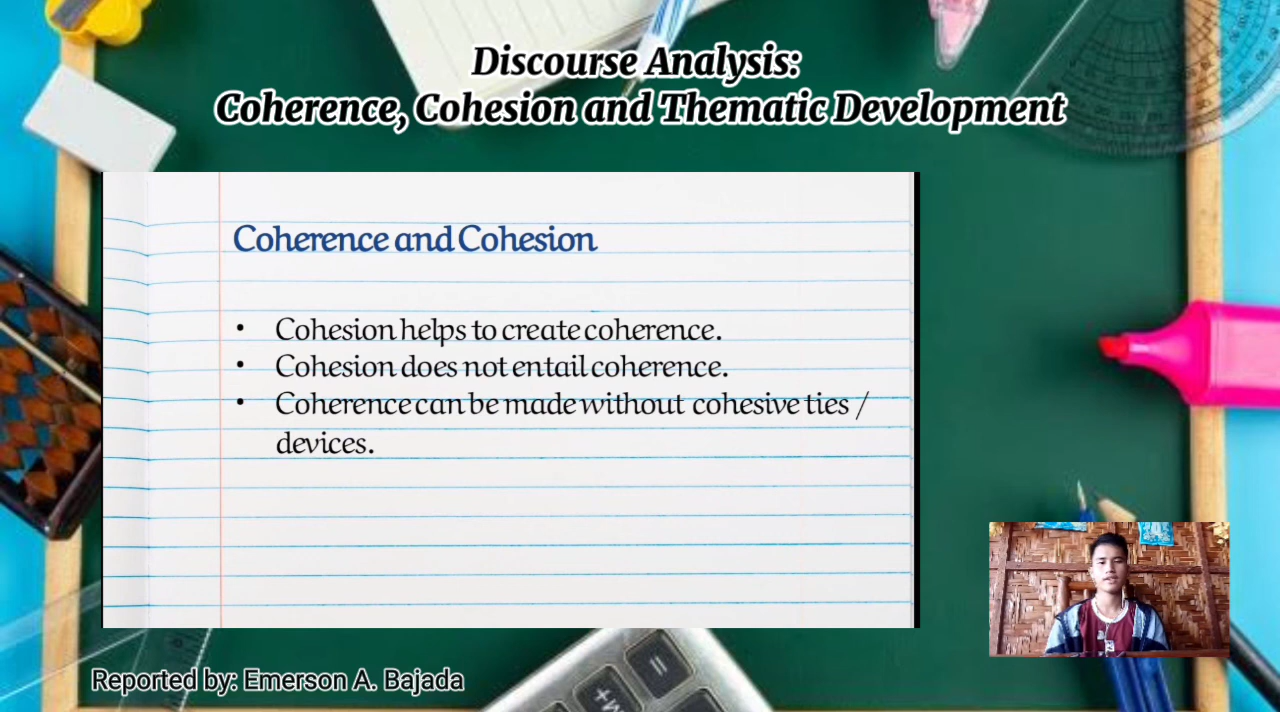 Discourse Analysis:
Coherence, Cohesion and Thematic Development
Coherence and Cohesion
• Cohesion helps to create coherence.
• Cohesion does not entail coherence.
• Coherence can be made without cohesive ties /
devices.
Reported by: Emerson A. Bajada